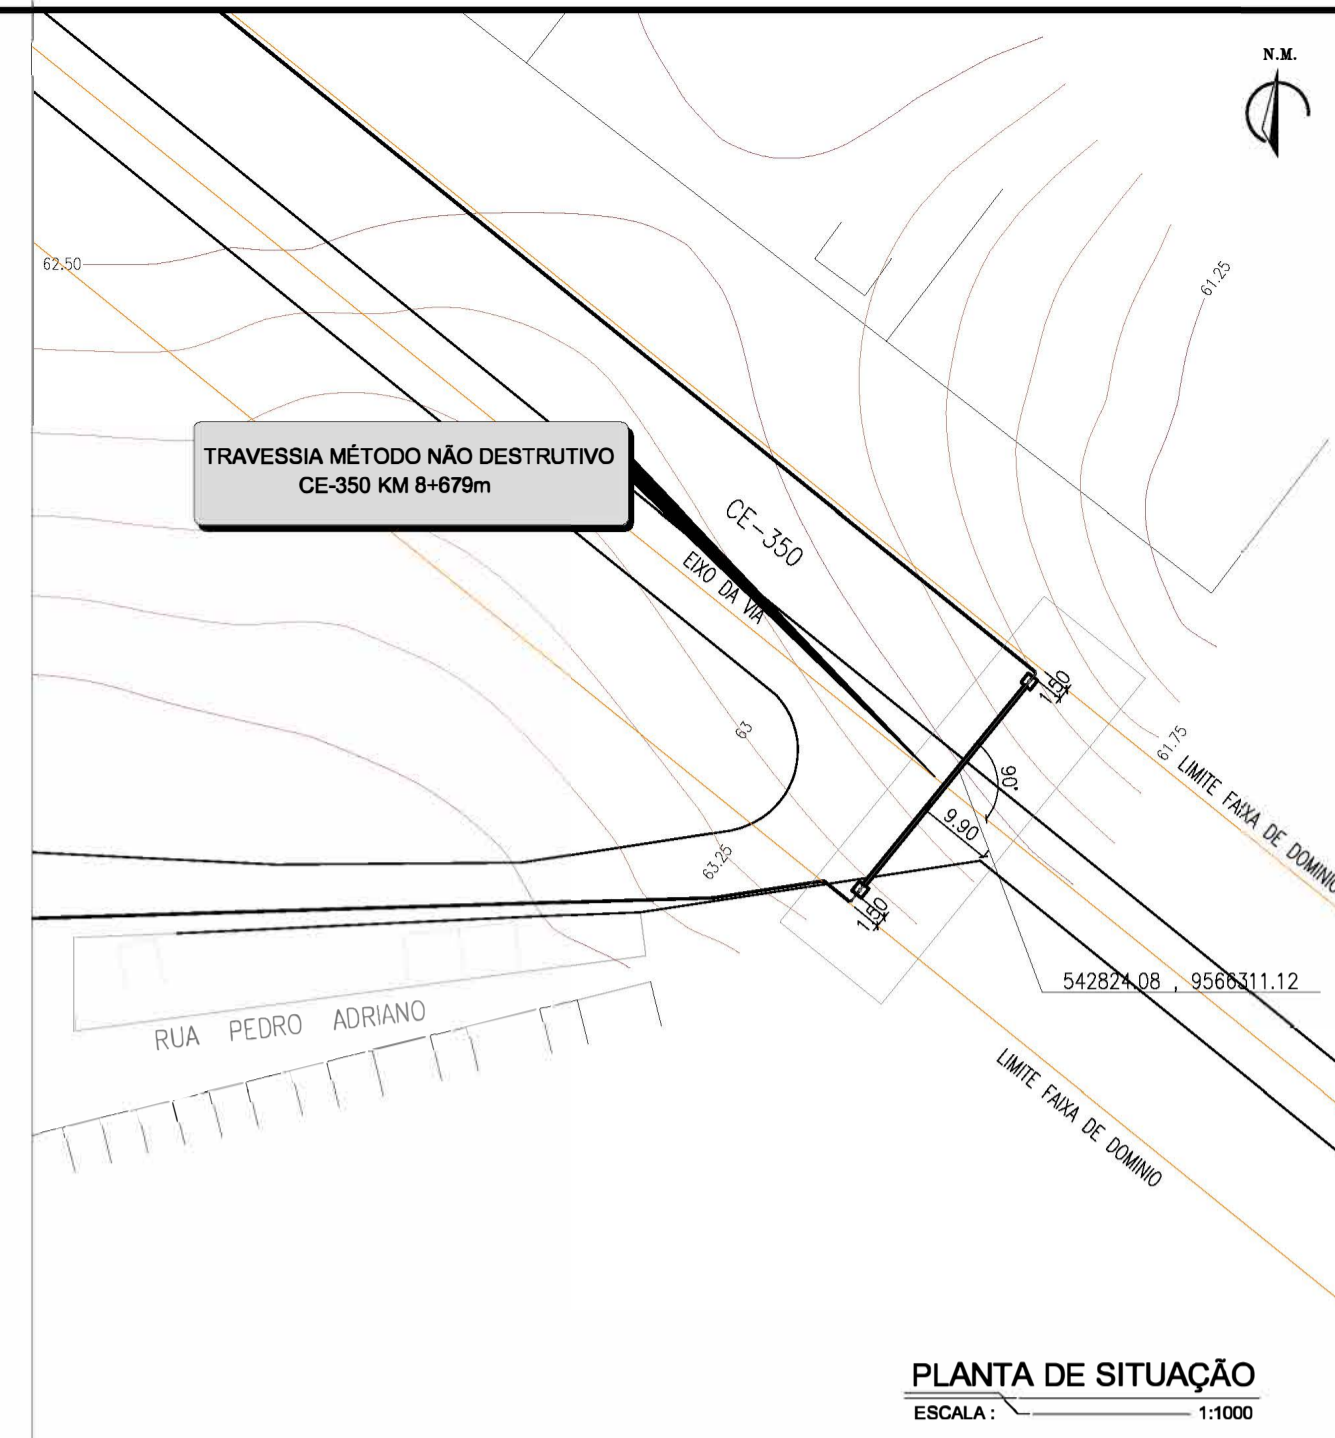 N.M.
62.50
61.25
TRAVESSIA MÉTODO NÃO DESTRUTIVO
CE-350 KM 8+679m
CE-350
EIXO DA VIA
1.50
63
61.75
LIMITE FAIXA DE DOMINIO
90°
9.90
63.25
1.50
542824.08 , 9566311.12
RUA PEDRO ADRIANO
LIMITE FAIXA DE DOMINIO
PLANTA DE SITUAÇÃO
ESCALA : 1:1000